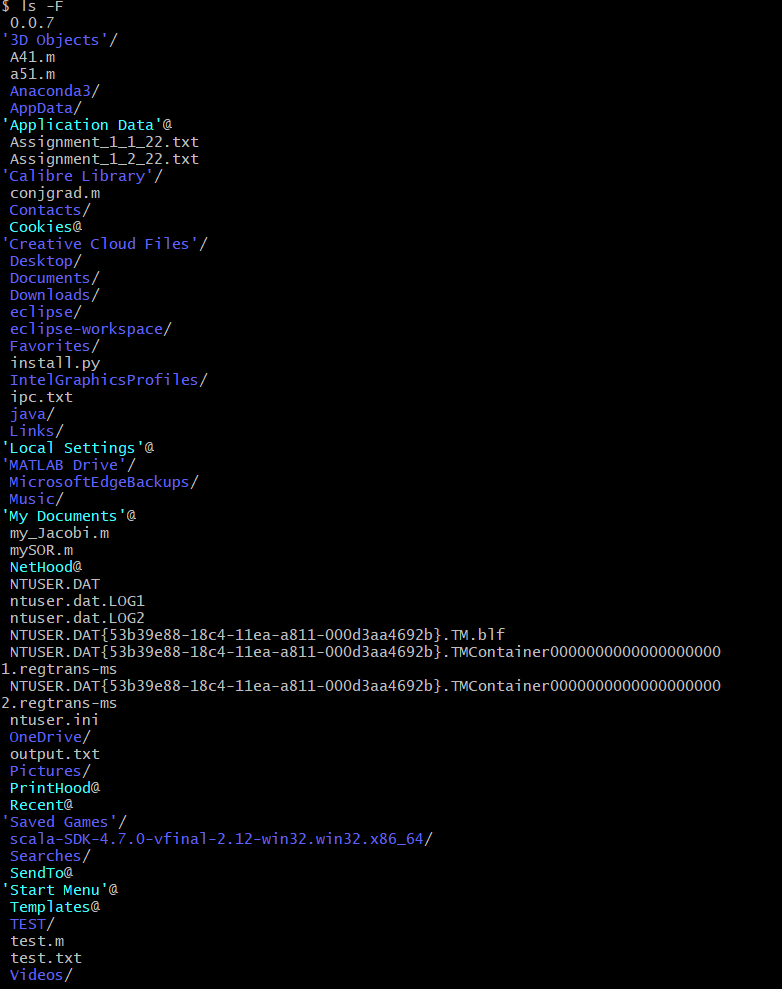 $ ls -F
0.0.7
'3D Objects'/
A41.m
a51.m
Anaconda3/
AppData/
'Application Data'@
Assignment_1_1_22.txt
Assignment_1_2_22.txt
'Calibre Library'/
conjgrad.m
Contacts/
Cookies@
'Creative Cloud Files'/
Desktop/
Documents/
Downloads/
eclipse/
eclipse-workspace/
Favorites/
install.py
IntelGraphicsProfiles/
ipc.txt
java/
Links/
'Local Settings'@
'MATLAB Drive'/
MicrosoftEdgeBackups/
Music/
'My Documents'@
my_Jacobi.m
mySOR.m
NetHood@
NTUSER.DAT
ntuser.dat.LOG1
ntuser.dat.LOG2
NTUSER.DAT{53b39e88-18c4-11ea-a811-000d3aa4692b}.TM.blf
NTUSER.DAT{53b39e88-18c4-11ea-a811-000d3aa4692b}.TMContainer0000000000000000000
1.regtrans-ms
NTUSER.DAT{53b39e88-18c4-11ea-a811-000d3aa4692b}.TMContainer0000000000000000000
2.regtrans-ms
ntuser.ini
OneDrive/
output.txt
Pictures/
PrintHood@
Recent@
'Saved Games'/
scala-SDK-4.7.0-vfinal-2.12-win32.win32.x86_64/
Searches/
SendTo@
'Start Menu'@
Templates@
TEST/
test.m
test.txt
Videos/